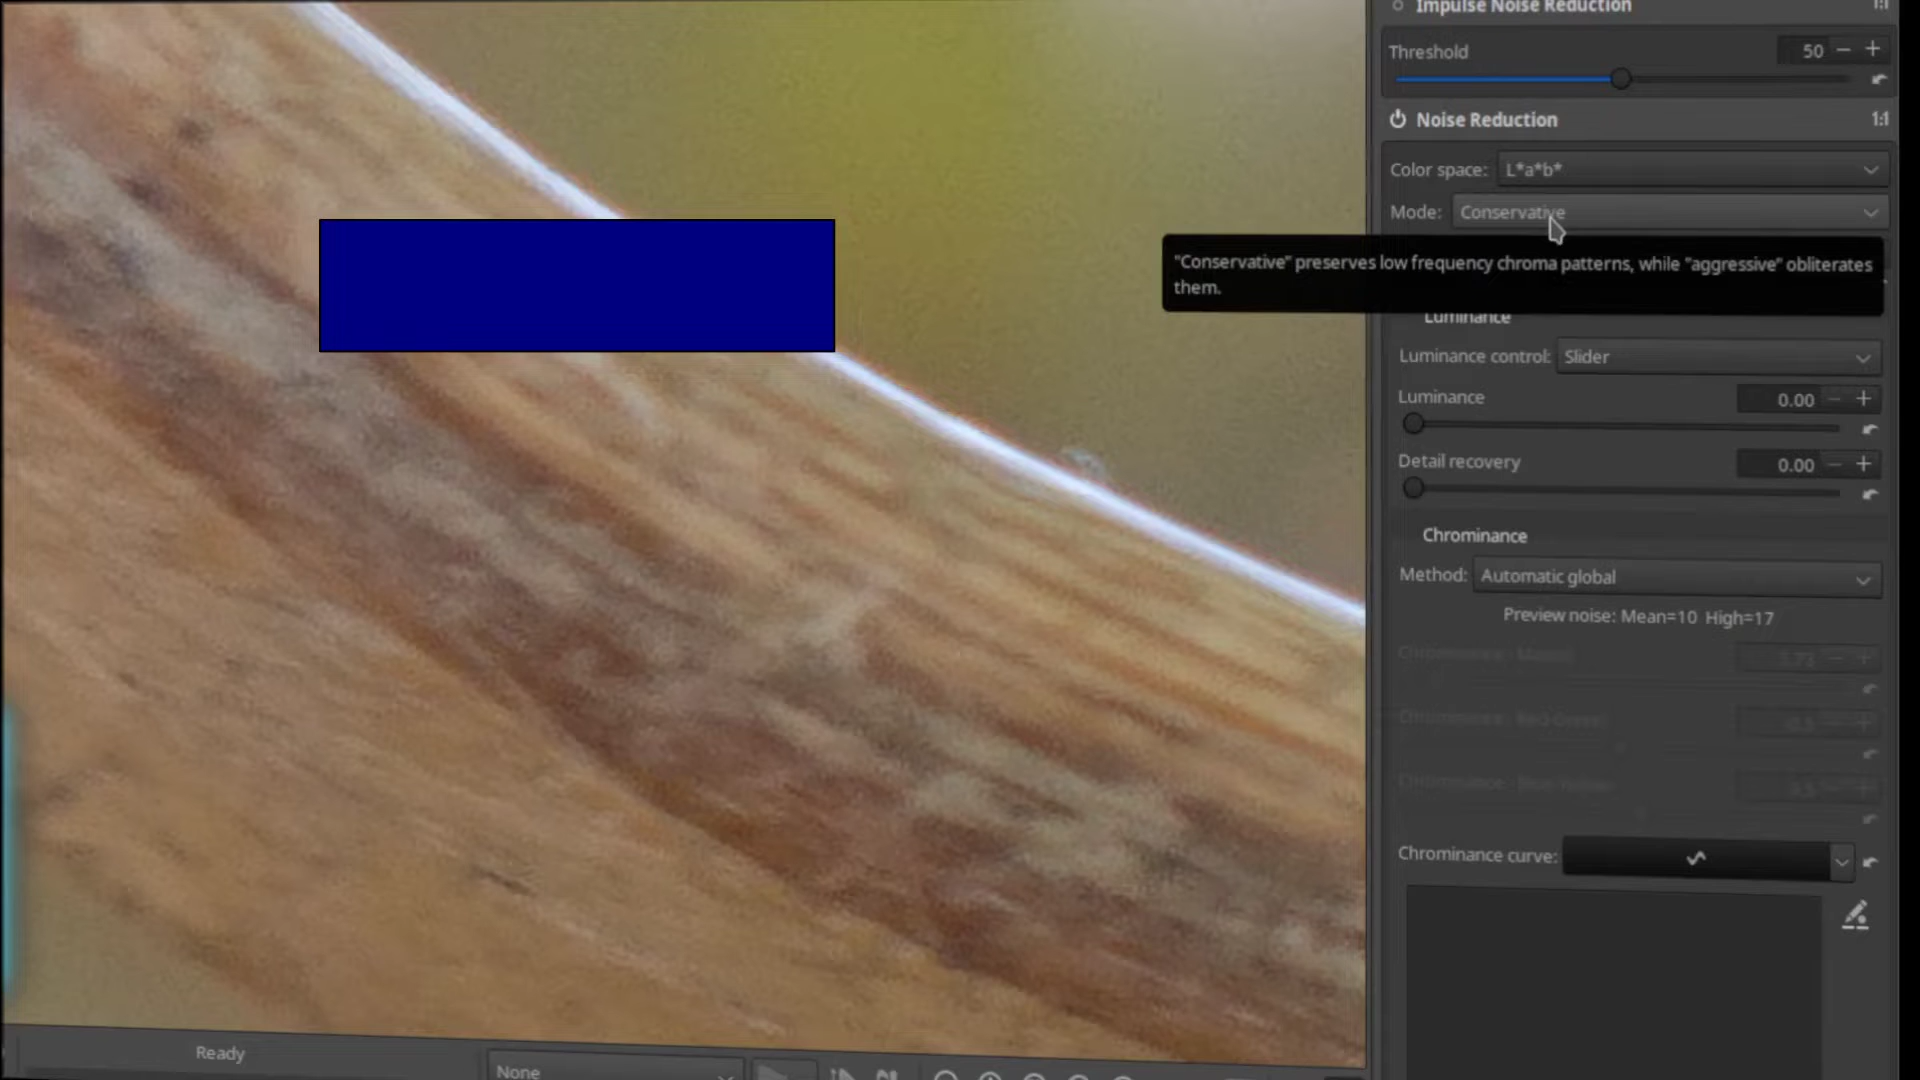 Impulse Noise Reduction 1:1
Threshold 50
Noise Reduction 1:1
Color space: L*a*b*
Mode: Conservative
"Conservative" preserves low frequency chroma patterns, while "aggressive" obliterates
them.
Luminance
Luminance control: Slider
Luminance 0.00
Detail recovery 0.00
Chrominance
Method: Automatic global
Preview noise: Mean=10 High=17
Chrominance curve:
Ready
None